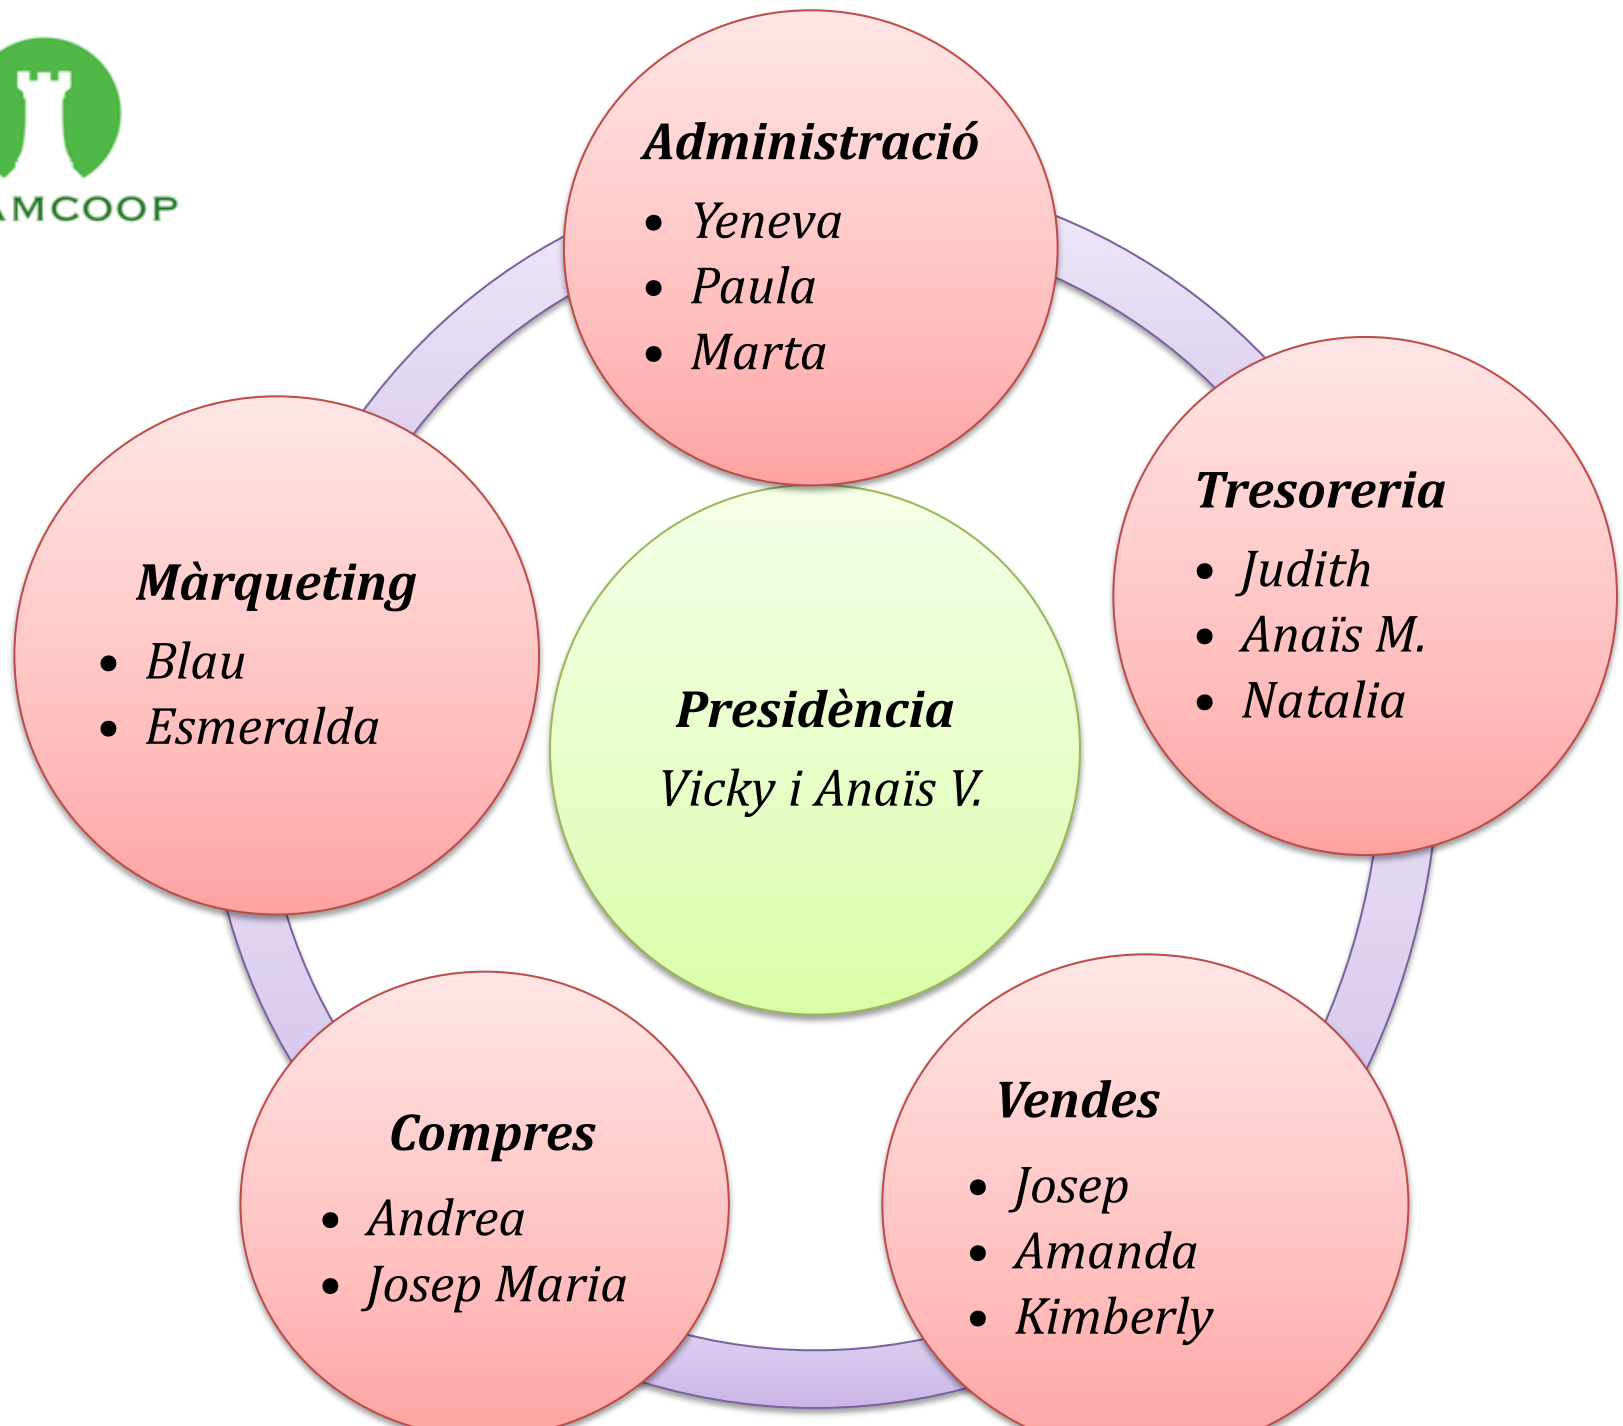 Administració
• Yeneva
• Paula
• Marta
Tresoreria
• Judith
• Anaïs M.
• Natalia
Màrqueting
• Blau
• Esmeralda
Presidència
Vicky i Anaïs V.
Vendes
• Josep
• Amanda
• Kimberly
Compres
• Andrea
• Josep Maria